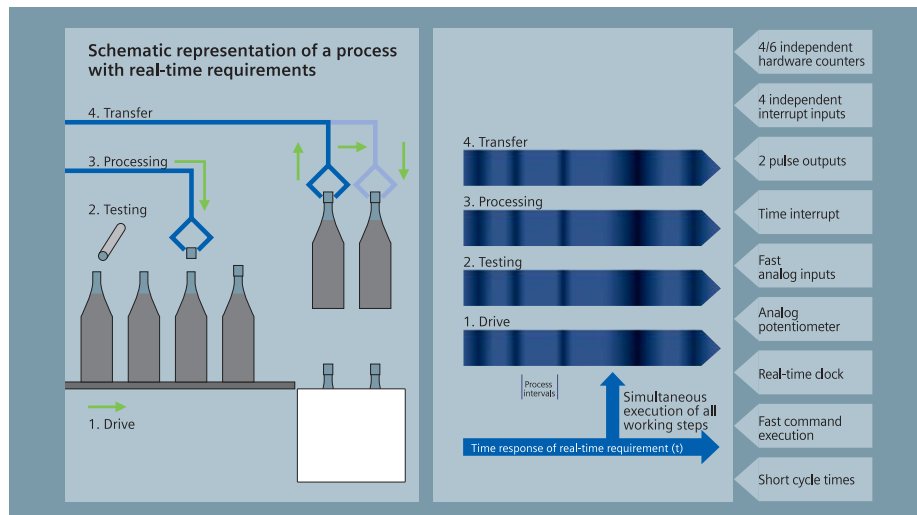 Schematic representation of a process
with real-time requirements
4. Transfer
3. Processing
2. Testing
1. Drive
4. Transfer
3. Processing
2. Testing
1. Drive
Process
intervals
Simultaneous
execution of all
working steps
Time response of real-time requirement (t)
4/6 independent
hardware counters
4 independent
interrupt inputs
2 pulse outputs
Time interrupt
Fast
analog inputs
Analog
potentiometer
Real-time clock
Fast command
execution
Short cycle times